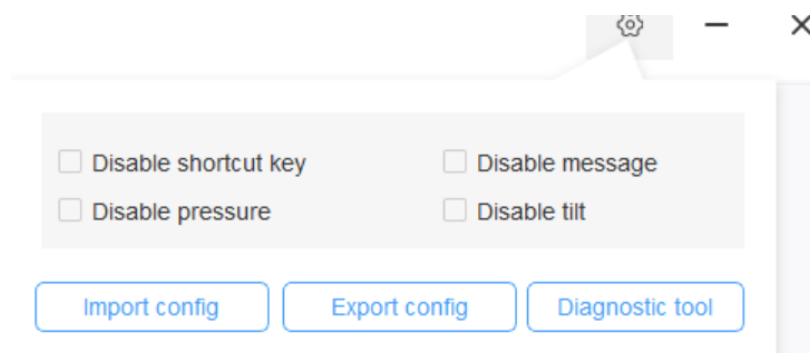 Disable shortcut key Disable message
Disable pressure Disable tilt
Import config Export config Diagnostic tool